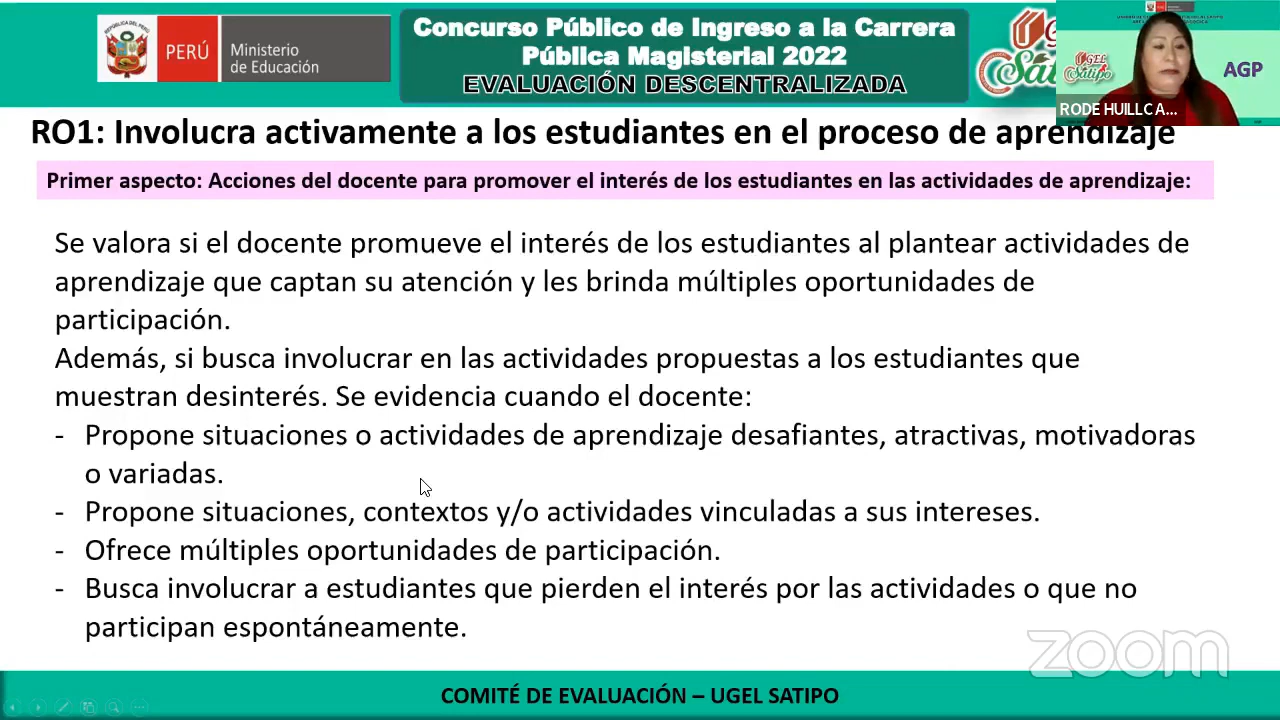 REPÚBLICA DEL PERÚ
PERÚ
Ministerio
de Educación
Concurso Público de Ingreso a la Carrera
Pública Magisterial 2022
EVALUACIÓN DESCENTRALIZADA
UGEL
Satipo
AGP
RODE HUILLC A...
RO1: Involucra activamente a los estudiantes en el proceso de aprendizaje
Primer aspecto: Acciones del docente para promover el interés de los estudiantes en las actividades de aprendizaje:
Se valora si el docente promueve el interés de los estudiantes al plantear actividades de
aprendizaje que captan su atención y les brinda múltiples oportunidades de
participación.
Además, si busca involucrar en las actividades propuestas a los estudiantes que
muestran desinterés. Se evidencia cuando el docente:
- Propone situaciones o actividades de aprendizaje desafiantes, atractivas, motivadoras
o variadas.
- Propone situaciones, contextos y/o actividades vinculadas a sus intereses.
- Ofrece múltiples oportunidades de participación.
- Busca involucrar a estudiantes que pierden el interés por las actividades o que no
participan espontáneamente.
zoom
COMITÉ DE EVALUACIÓN – UGEL SATIPO